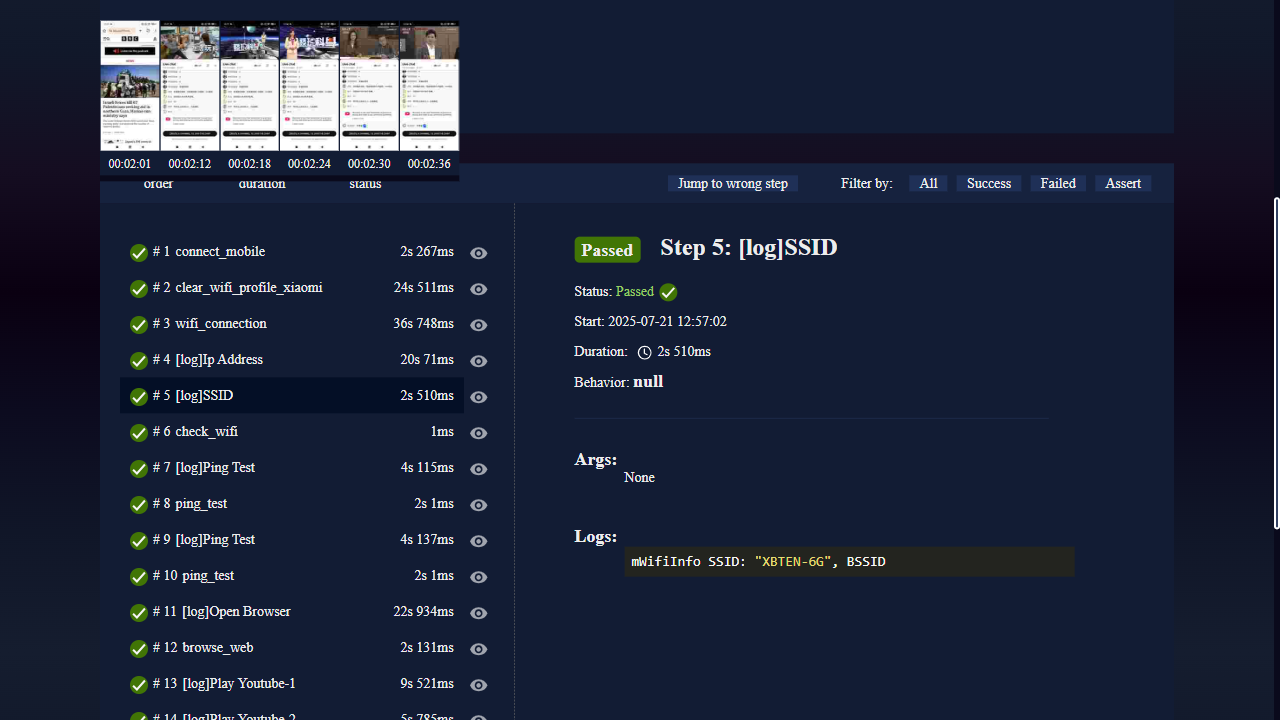 00:02:01 00:02:12 00:02:18 00:02:24 00:02:30 00:02:36
order duration status
Jump to wrong step Filter by: All Success Failed Assert
# 1 connect_mobile 2s 267ms
# 2 clear_wifi_profile_xiaomi 24s 511ms
# 3 wifi_connection 36s 748ms
# 4 [log]Ip Address 20s 71ms
# 5 [log]SSID 2s 510ms
# 6 check_wifi 1ms
# 7 [log]Ping Test 4s 115ms
# 8 ping_test 2s 1ms
# 9 [log]Ping Test 4s 137ms
# 10 ping_test 2s 1ms
# 11 [log]Open Browser 22s 934ms
# 12 browse_web 2s 131ms
# 13 [log]Play Youtube-1 9s 521ms
# 14 [log]Play Youtube-2 5s 785ms
Passed Step 5: [log]SSID
Status: Passed
Start: 2025-07-21 12:57:02
Duration: 2s 510ms
Behavior: null
Args:
None
Logs:
mWifiInfo SSID: "XBTEN-6G", BSSID